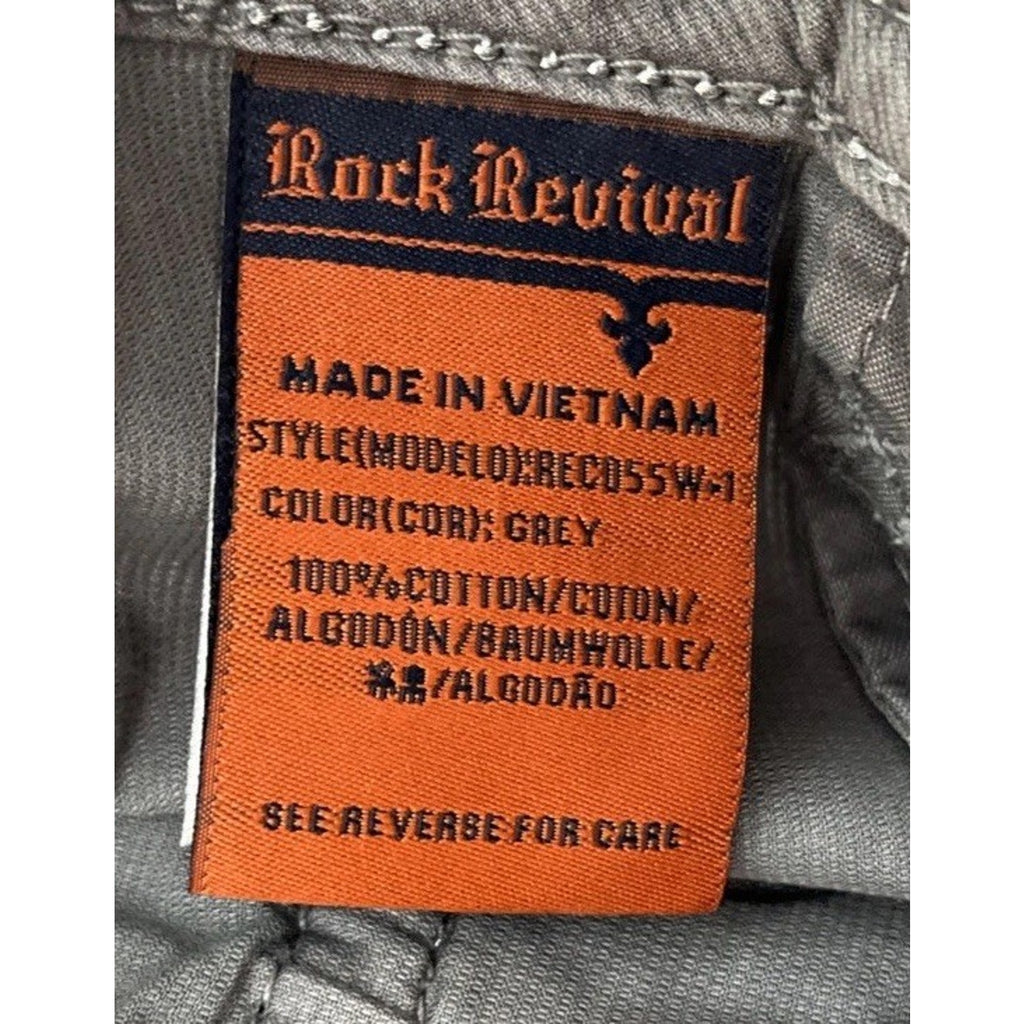 Rock Revival
MADE IN VIETNAM
STYLE(MODELO):RECO55W-1
COLOR(COR): GREY
100%COTTON/COTON/
ALGODÓN/BAUMWOLLE/
/ALGODÃO
SEE REVERSE FOR CARE